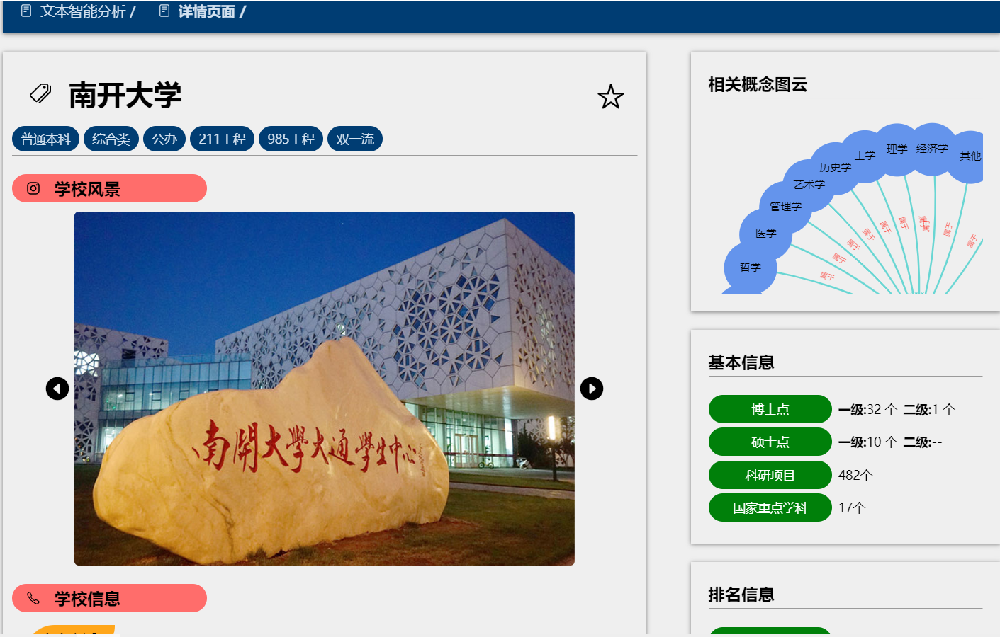 文本智能分析 /
详情页面 /
南开大学
普通本科
综合类
公办
211工程
985工程
双一流
学校风景
南開大學大通學生中心
学校信息
相关概念图云
其他
经济学
理学
工学
历史学
艺术学
管理学
医学
哲学
属于
属于
属于
属于
属于
属于
属于
属于
属于
属于
基本信息
博士点 一级:32 个 二级:1 个
硕士点 一级:10 个 二级:--
科研项目 482个
国家重点学科 17个
排名信息